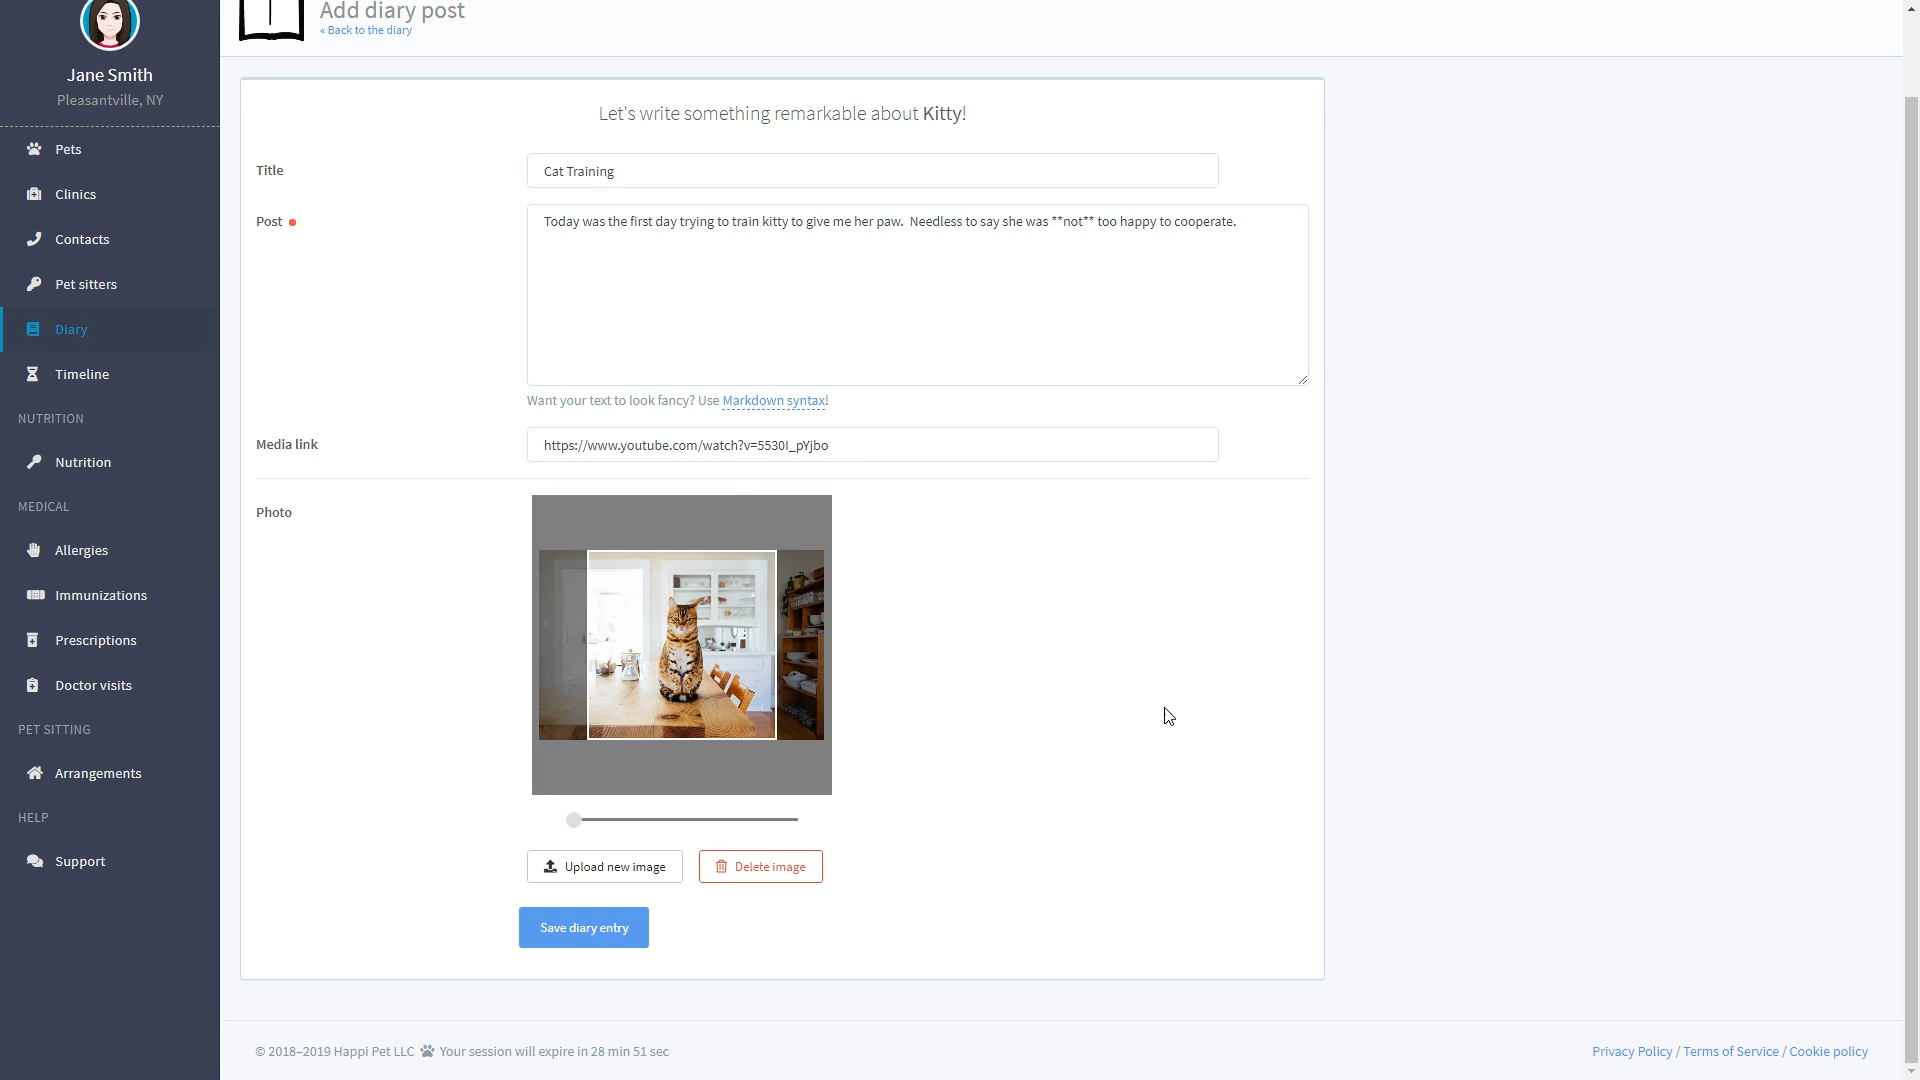 Add diary post
« Back to the diary
Jane Smith
Pleasantville, NY
Pets
Clinics
Contacts
Pet sitters
Diary
Timeline
NUTRITION
Nutrition
MEDICAL
Allergies
Immunizations
Prescriptions
Doctor visits
PET SITTING
Arrangements
HELP
Support
Let's write something remarkable about Kitty!
Title
Cat Training
Post
Today was the first day trying to train kitty to give me her paw.  Needless to say she was **not** too happy to cooperate.
Want your text to look fancy? Use Markdown syntax!
Media link
https://www.youtube.com/watch?v=5530I_pYjbo
Photo
Upload new image
Delete image
Save diary entry
© 2018–2019 Happi Pet LLC Your session will expire in 28 min 51 sec
Privacy Policy / Terms of Service / Cookie policy